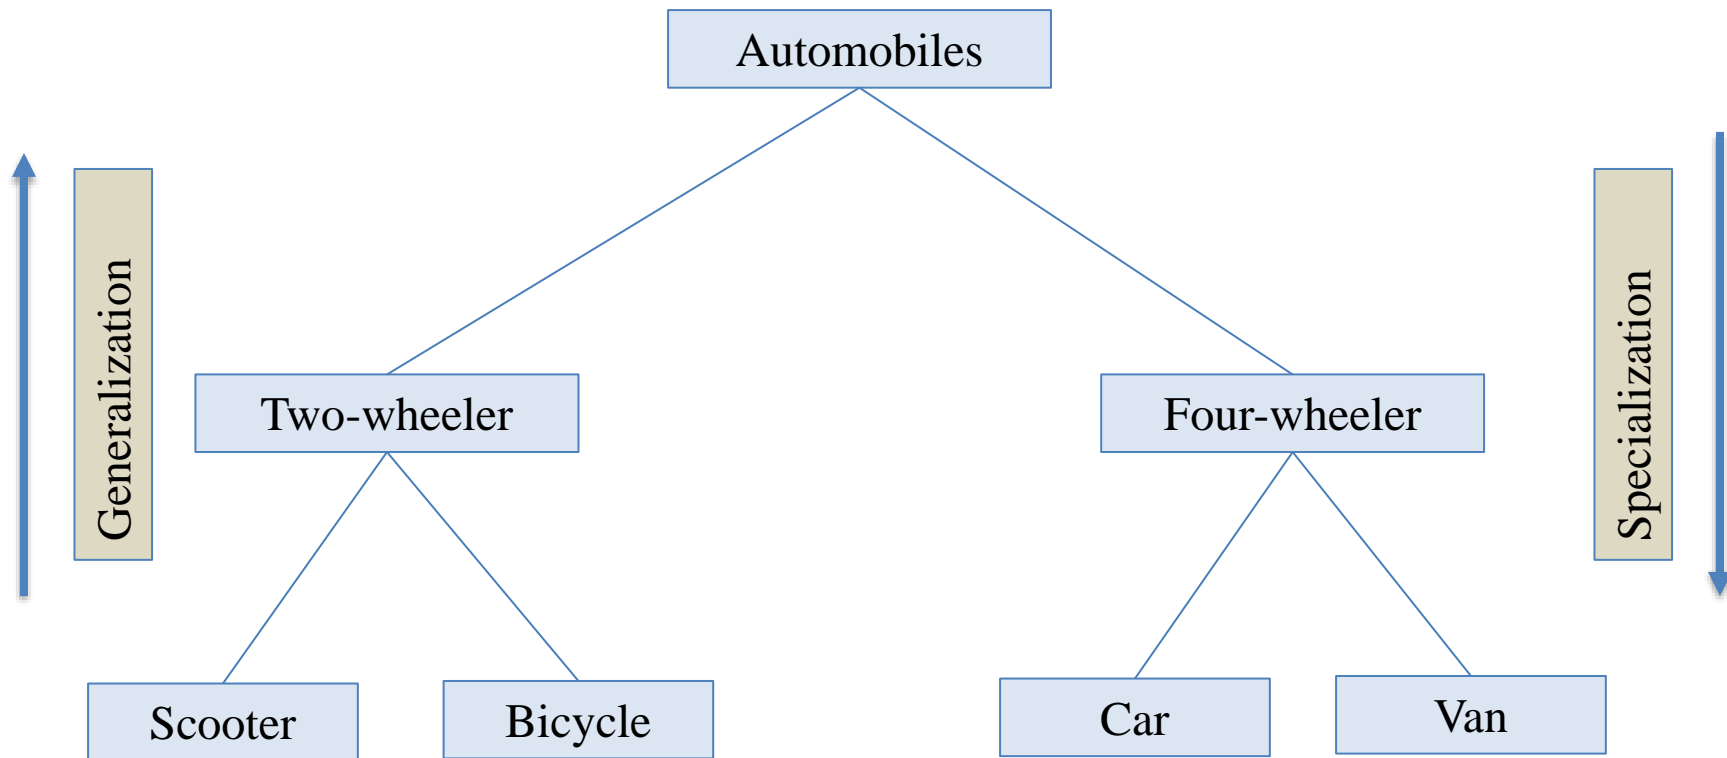 Automobiles
Generalization
Specialization
Two-wheeler
Four-wheeler
Scooter
Bicycle
Car
Van